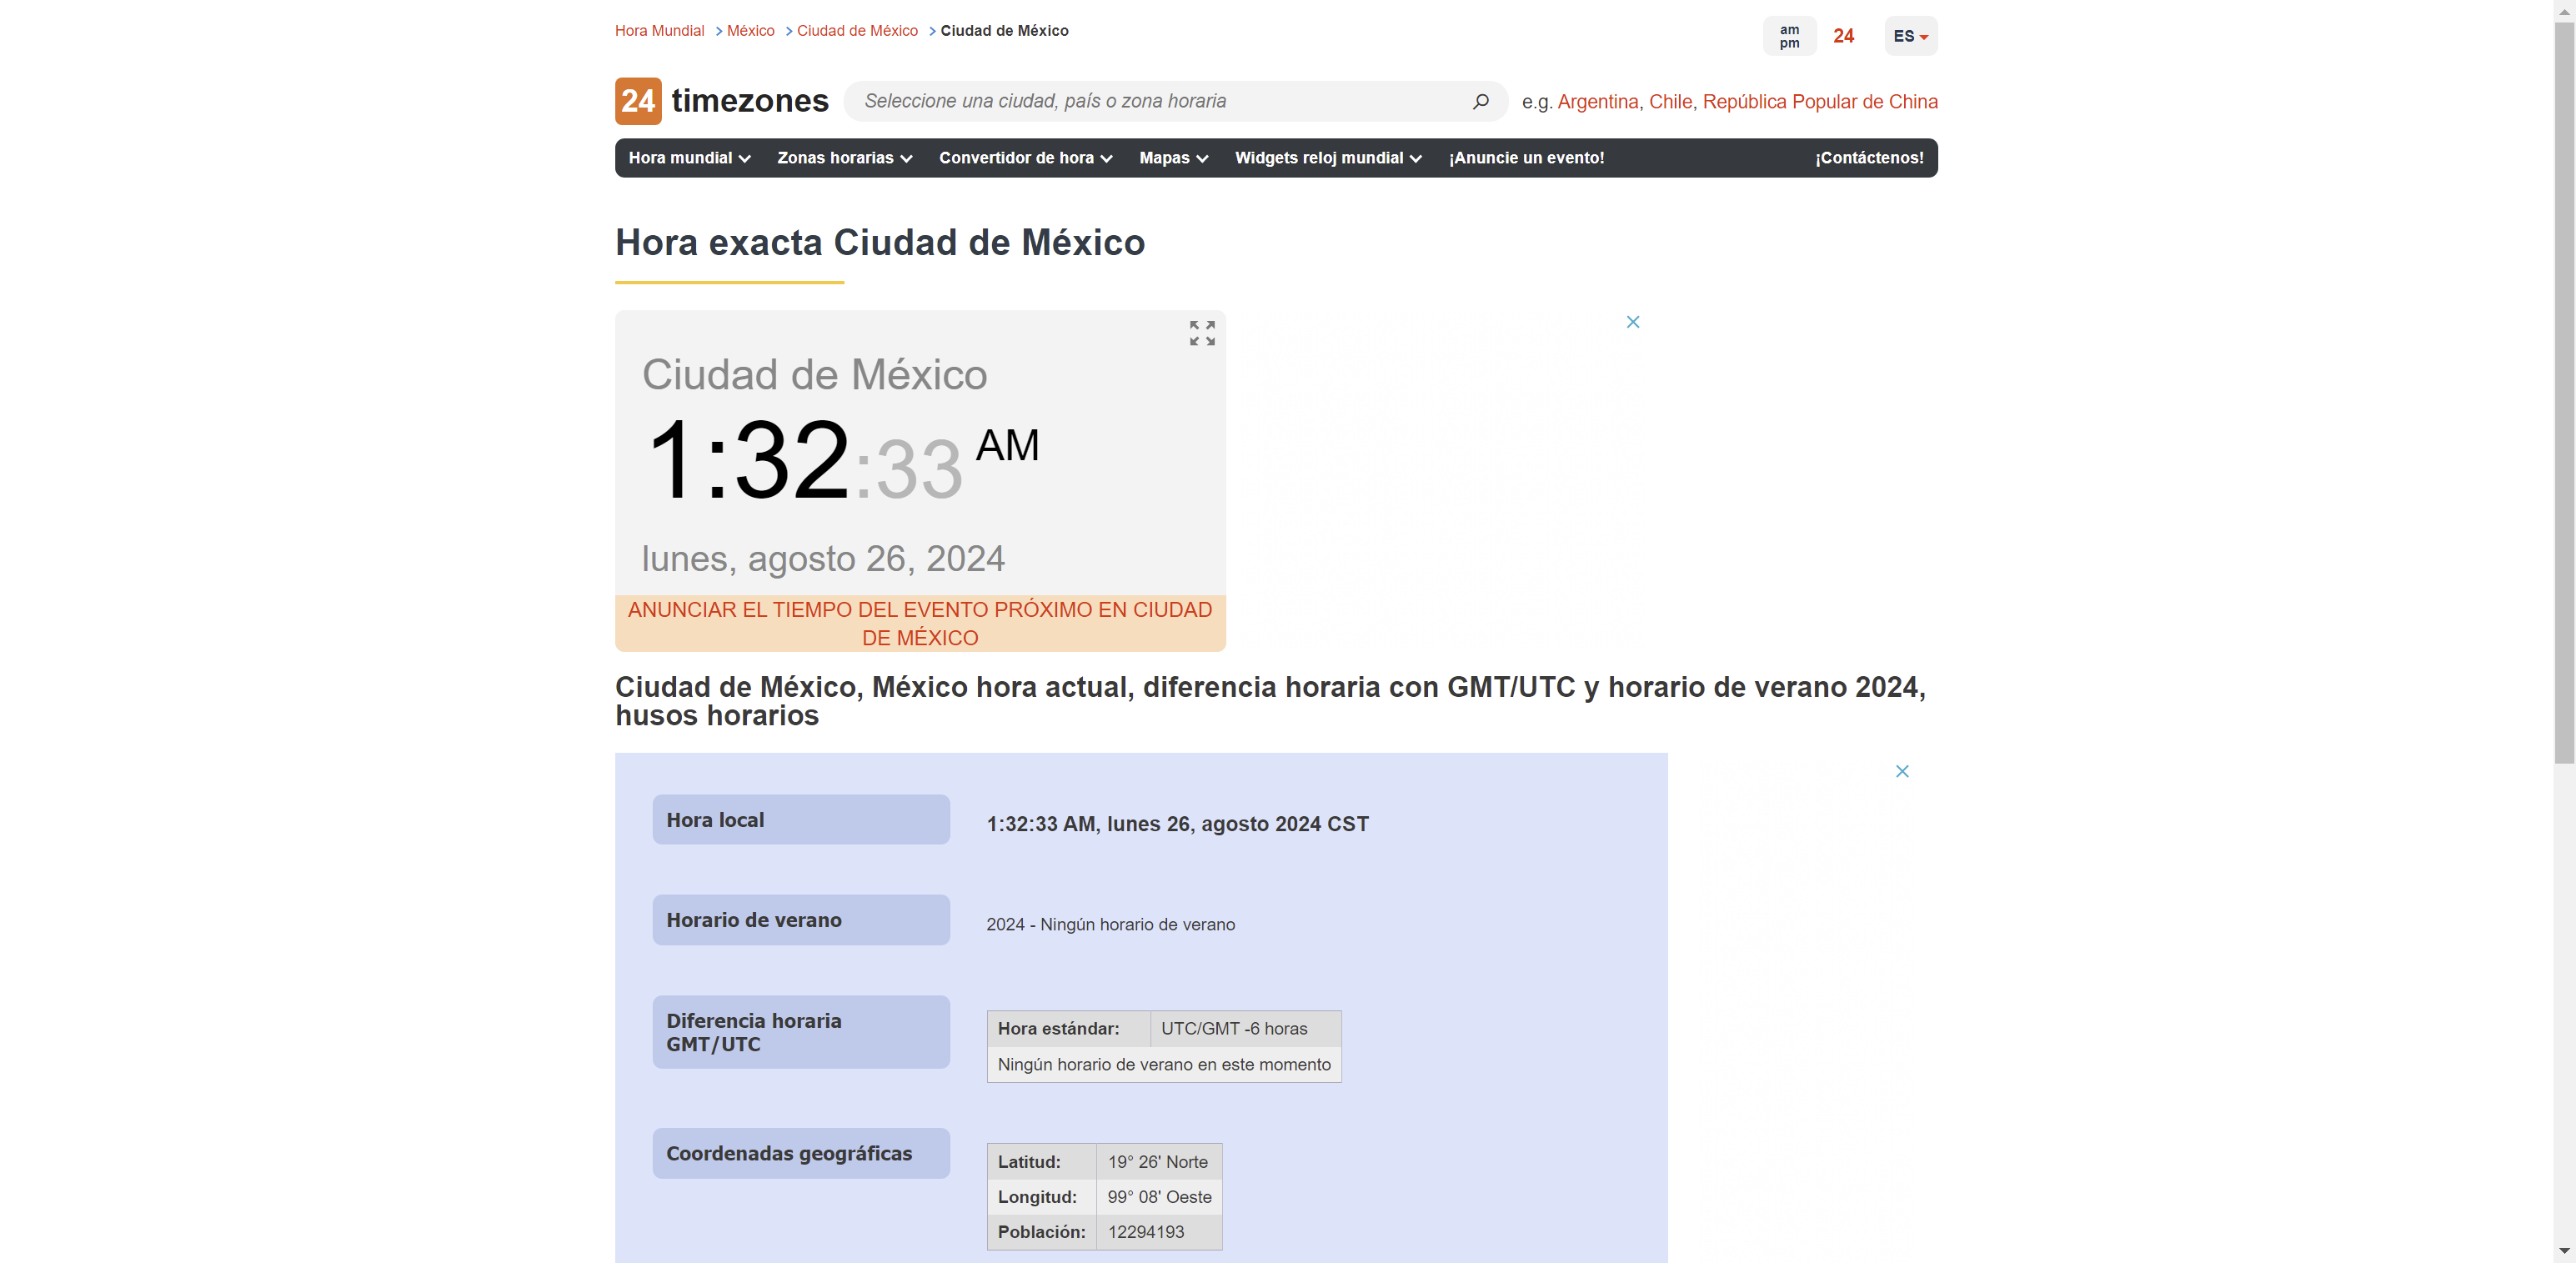 Hora Mundial > México > Ciudad de México > Ciudad de México
am
pm
24
ES
24 timezones
Seleccione una ciudad, país o zona horaria
e.g. Argentina, Chile, República Popular de China
Hora mundial Zonas horarias Convertidor de hora Mapas Widgets reloj mundial ¡Anuncie un evento! ¡Contáctenos!
Hora exacta Ciudad de México
Ciudad de México
1:32:33 AM
lunes, agosto 26, 2024
ANUNCIAR EL TIEMPO DEL EVENTO PRÓXIMO EN CIUDAD
DE MÉXICO
Ciudad de México, México hora actual, diferencia horaria con GMT/UTC y horario de verano 2024,
husos horarios
Hora local
1:32:33 AM, lunes 26, agosto 2024 CST
Horario de verano
2024 - Ningún horario de verano
Diferencia horaria
GMT/UTC
Hora estándar: UTC/GMT -6 horas
Ningún horario de verano en este momento
Coordenadas geográficas
Latitud: 19° 26' Norte
Longitud: 99° 08' Oeste
Población: 12294193